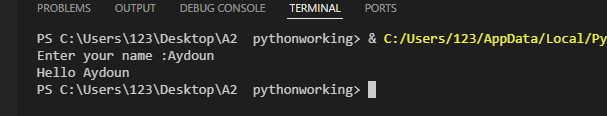 PROBLEMS OUTPUT DEBUG CONSOLE TERMINAL PORTS
PS C:\Users\123\Desktop\A2  pythonworking> & C:/Users/123/AppData/Local/Py
Enter your name :Aydoun
Hello Aydoun
PS C:\Users\123\Desktop\A2  pythonworking>